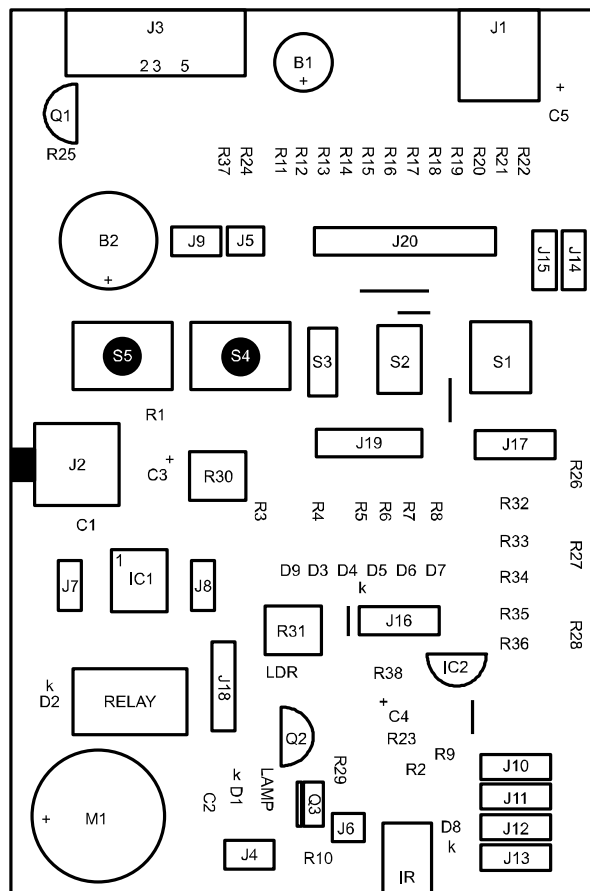 J3
J1
2 3 5
B1
+
+
C5
Q1
R25
R37
R24
R11
R12
R13
R14
R15
R16
R17
R18
R19
R20
R21
R22
B2
+
J9
J5
J20
J15
J14
S5
S4
S3
S2
S1
R1
J19
J17
J2
C3
+
R30
R26
R3
R4
R5
R6
R7
R8
R32
C1
R33
R27
J7
1
IC1
J8
D9 D3 D4 D5 D6 D7
k
R34
R31
J16
R35
R28
R36
LDR
J18
R38
IC2
k
D2
RELAY
+
C4
Q2
R23
R9
R29
R2
J10
k
D1
LAMP
C2
Q3
J11
+
M1
J6
D8
k
J12
J4
R10
J13
IR